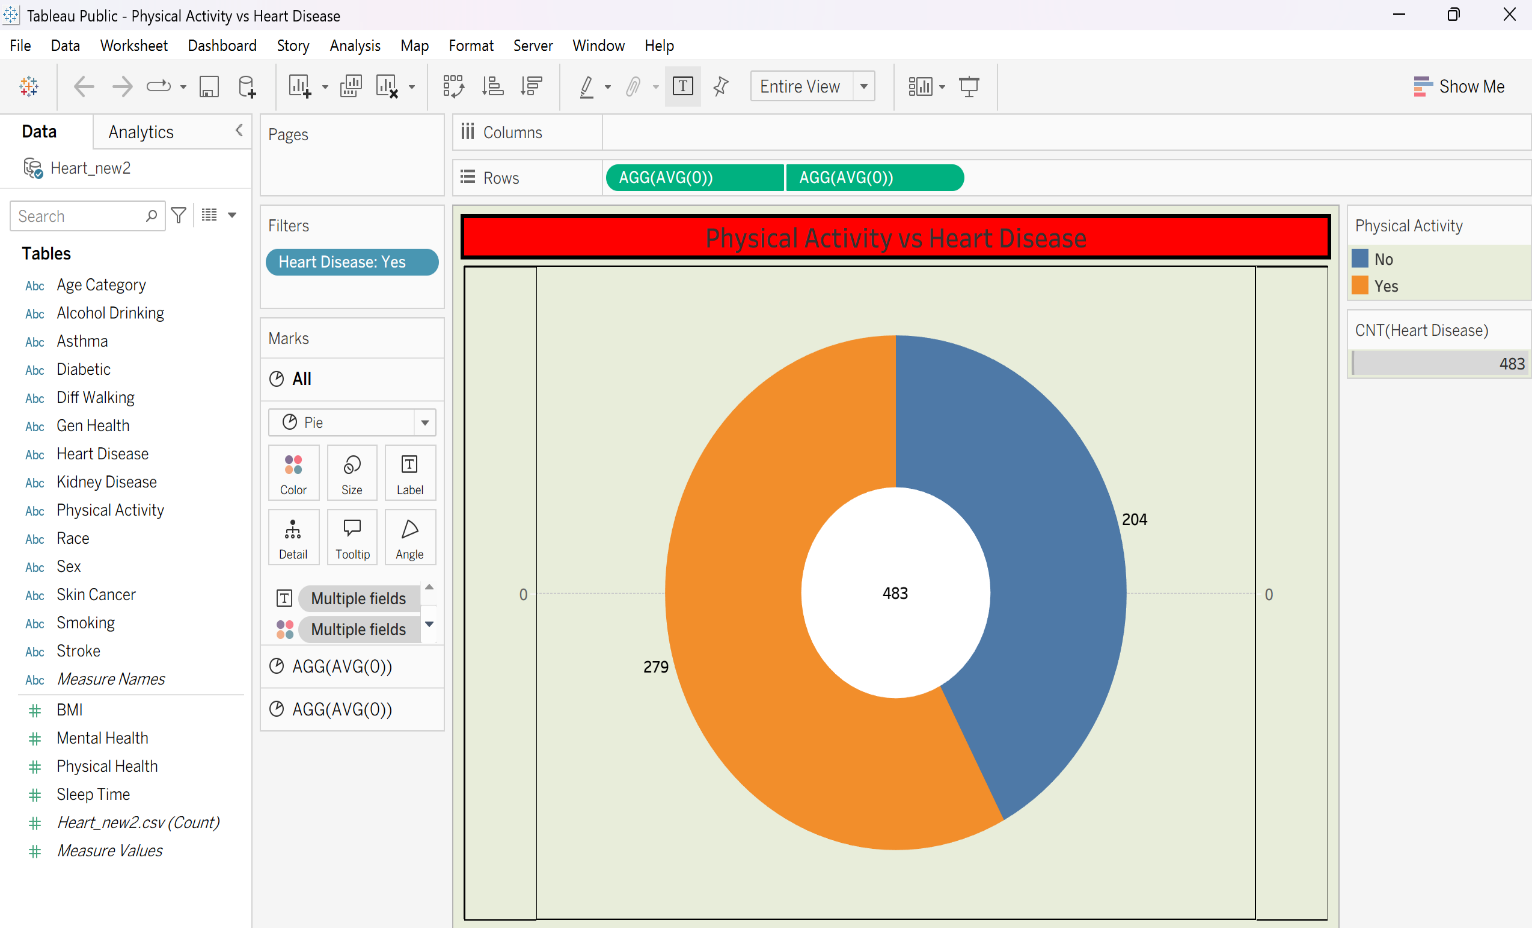 Tableau Public - Physical Activity vs Heart Disease
File Data Worksheet Dashboard Story Analysis Map Format Server Window Help
Entire View
Show Me
Data Analytics
Heart_new2
Search
Tables
Abc Age Category
Abc Alcohol Drinking
Abc Asthma
Abc Diabetic
Abc Diff Walking
Abc Gen Health
Abc Heart Disease
Abc Kidney Disease
Abc Physical Activity
Abc Race
Abc Sex
Abc Skin Cancer
Abc Smoking
Abc Stroke
Abc Measure Names
# BMI
# Mental Health
# Physical Health
# Sleep Time
# Heart_new2.csv (Count)
# Measure Values
Pages
Filters
Heart Disease: Yes
Marks
All
Pie
Color Size Label
Detail Tooltip Angle
Multiple fields
Multiple fields
AGG(AVG(0))
AGG(AVG(0))
Columns
Rows AGG(AVG(0)) AGG(AVG(0))
Physical Activity vs Heart Disease
204
0 483 0
279
Physical Activity
No
Yes
CNT(Heart Disease)
483